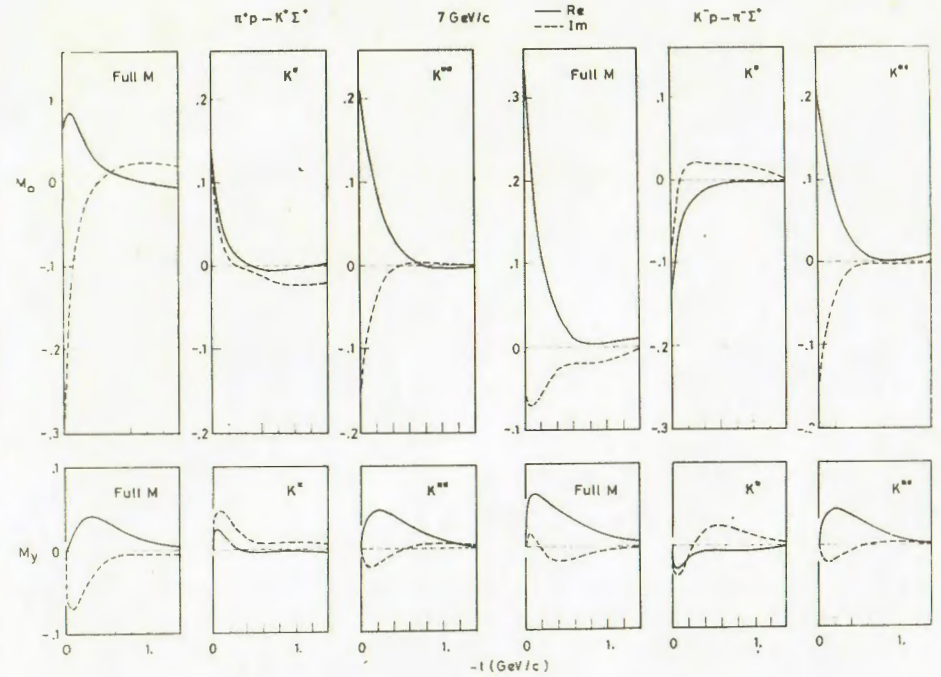 π⁺p – K⁺Σ⁺ 7 GeV/c — Re K⁻p – π⁻Σ⁺
---- Im
Full M K* K** Full M K* K**
1 .2 .2 .3 .1 .2
M₀ 0 .1 .1 .2 0 .1
-.1 0 0 .1 -.1 0
-.2 -.1 -.1 0 -.2 -.1
-.3 -.2 -.2 -.1 -.3 -.2
Full M K* K** Full M K* K**
.1
My 0
-.1
0 1. 0 1. 0 1. 0 1. 0 1. 0 1.
-t (GeV/c)